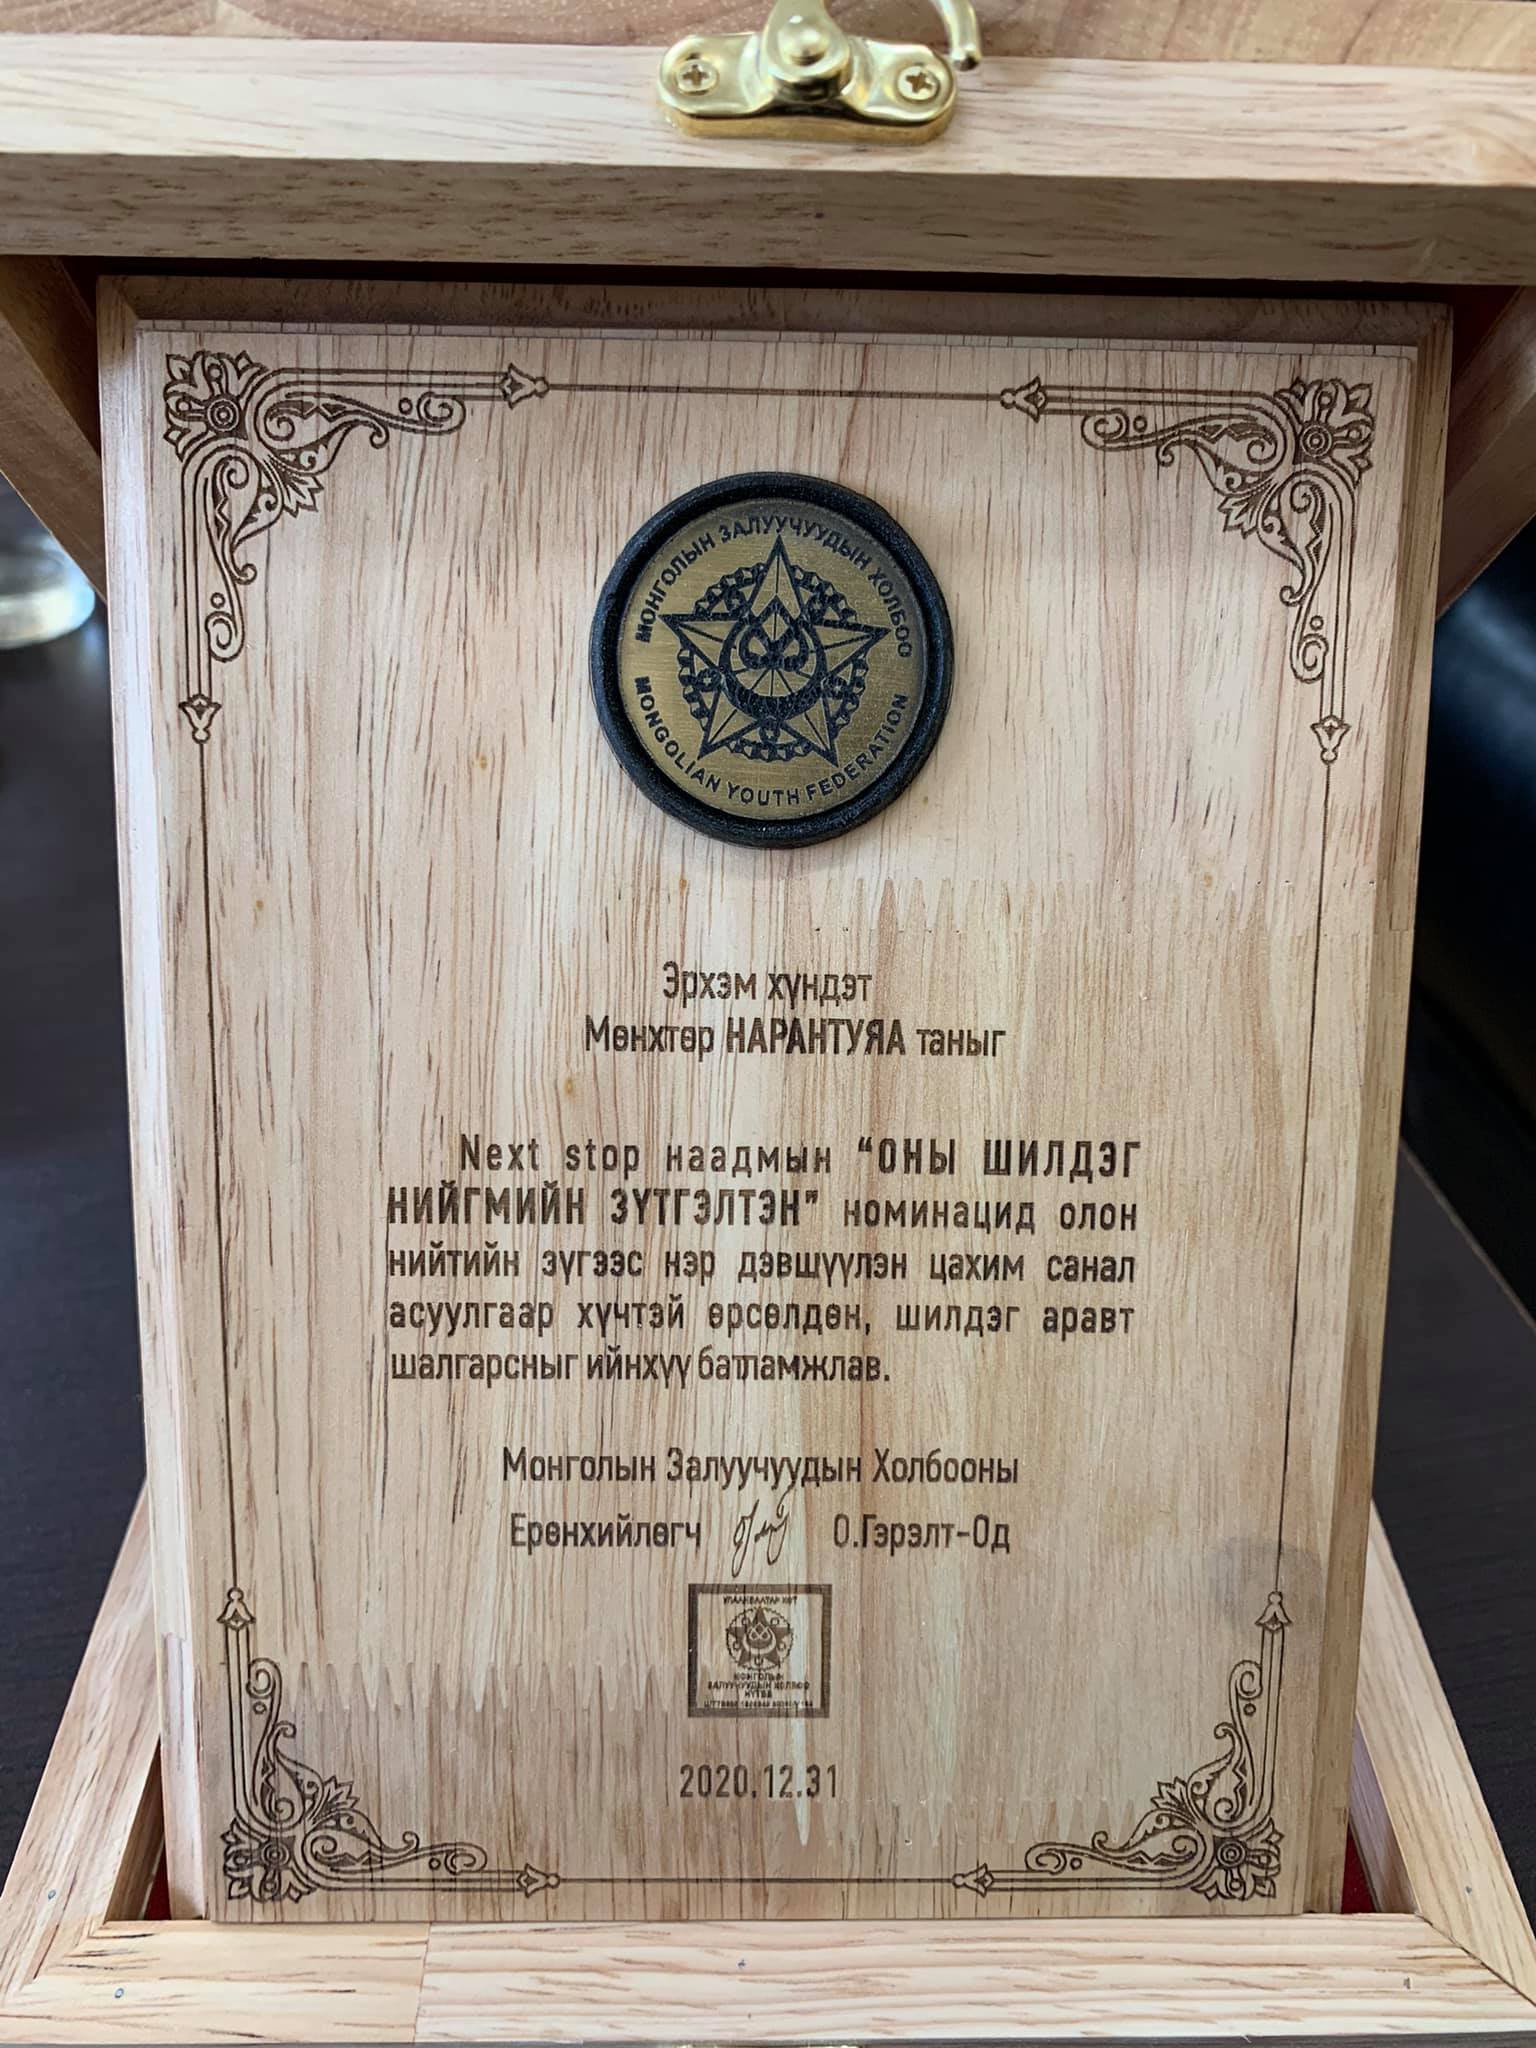 МОНГОЛЫН ЗАЛУУЧУУДЫН ХОЛБОО
MONGOLIAN YOUTH FEDERATION
Эрхэм хүндэт
Мөнхтөр НАРАНТУЯА таныг
Next stop наадмын “ОНЫ ШИЛДЭГ
НИЙГМИЙН ЗҮТГЭЛТЭН” номинацид олон
нийтийн зүгээс нэр дэвшүүлэн цахим санал
асуулгаар хүчтэй өрсөлдөн, шилдэг аравт
шалгарсныг ийнхүү батламжлав.
Монголын Залуучуудын Холбооны
Ерөнхийлөгч О.Гэрэлт-Од
УЛААНБААТАР ХОТ
МОНГОЛЫН
ЗАЛУУЧУУДЫН ХОЛБОО
2020.12.31